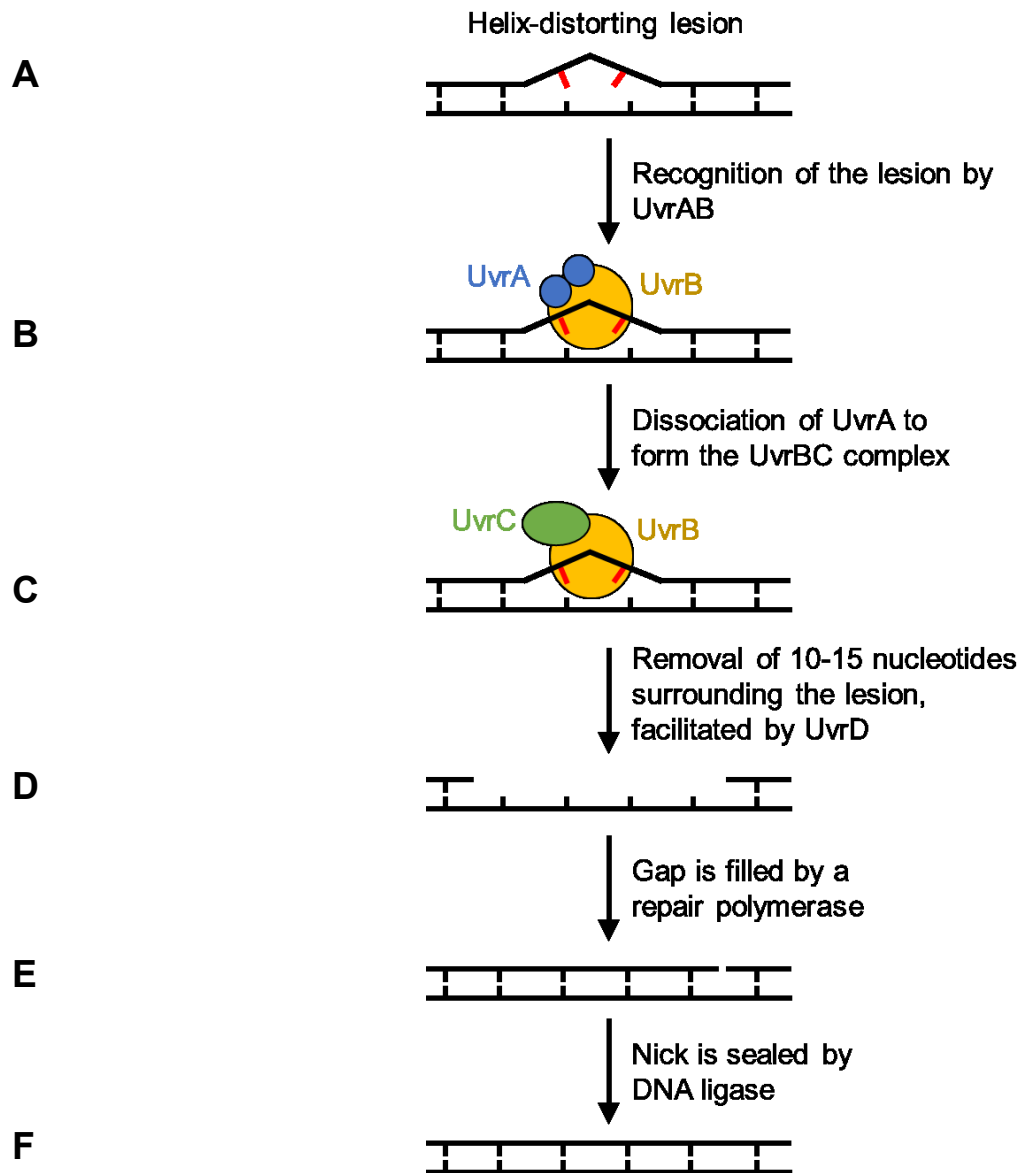 Helix-distorting lesion
A
Recognition of the lesion by
UvrAB
UvrA
UvrB
B
Dissociation of UvrA to
form the UvrBC complex
UvrC
UvrB
C
Removal of 10-15 nucleotides
surrounding the lesion,
facilitated by UvrD
D
Gap is filled by a
repair polymerase
E
Nick is sealed by
DNA ligase
F